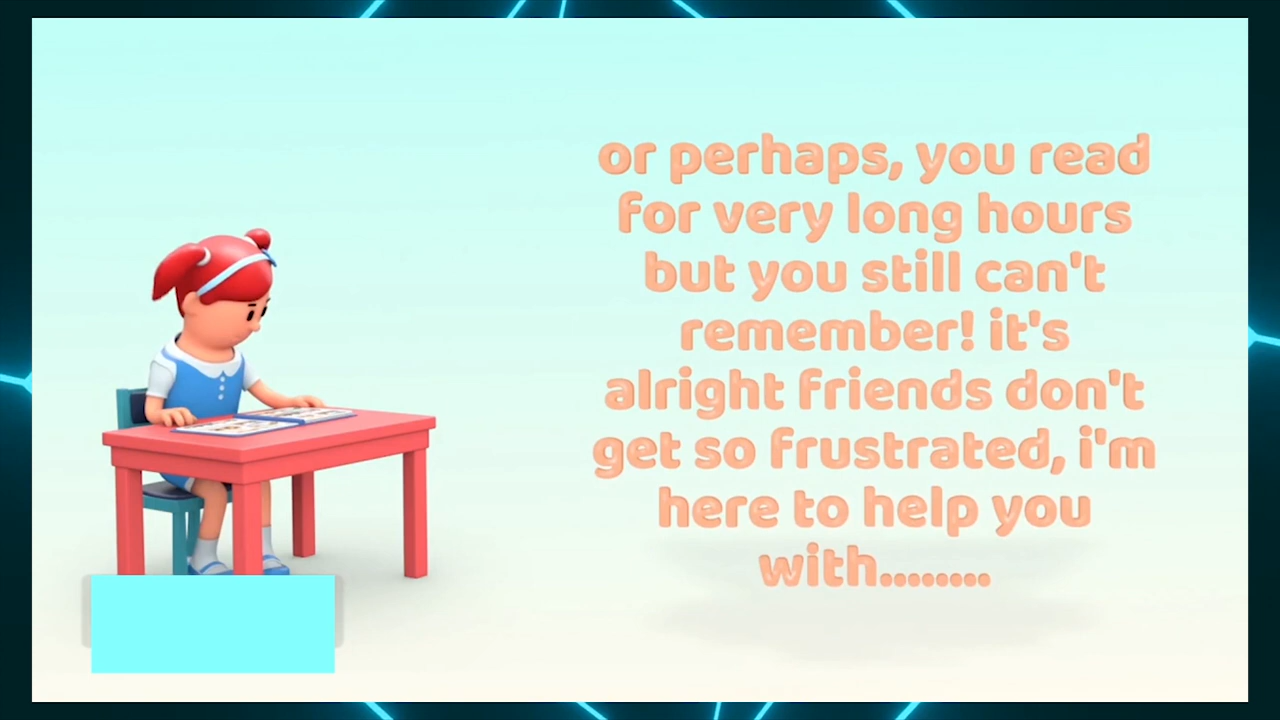 or perhaps, you read
for very long hours
but you still can't
remember! it's
alright friends don't
get so frustrated, i'm
here to help you
with........